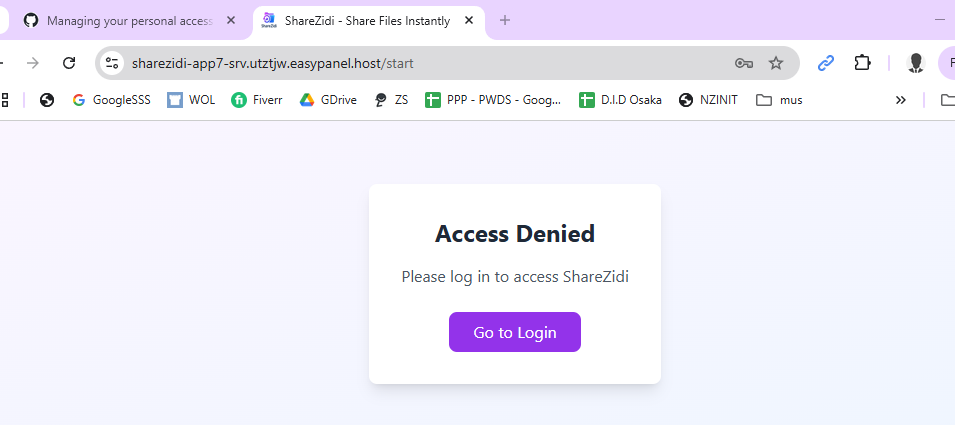 Managing your personal access
ShareZidi - Share Files Instantly
sharezidi-app7-srv.utztjw.easypanel.host/start
GoogleSSS
WOL
Fiverr
GDrive
ZS
PPP - PWDS - Goog...
D.I.D Osaka
NZINIT
mus
Access Denied
Please log in to access ShareZidi
Go to Login